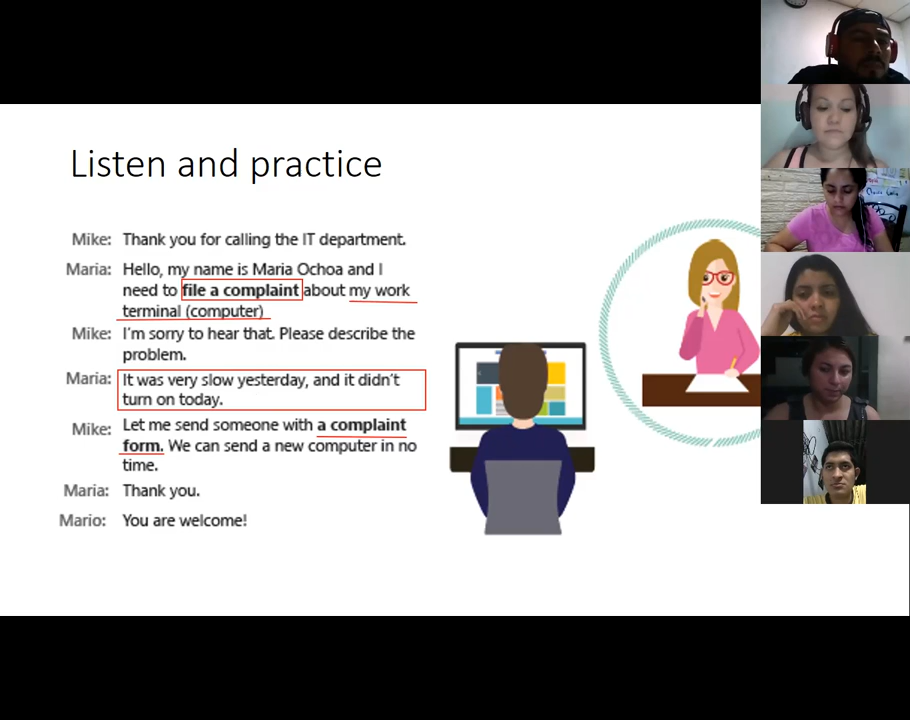 Listen and practice
Mike: Thank you for calling the IT department.
Maria: Hello, my name is Maria Ochoa and I
need to file a complaint about my work
terminal (computer)
Mike: I'm sorry to hear that. Please describe the
problem.
Maria: It was very slow yesterday, and it didn't
turn on today.
Mike: Let me send someone with a complaint
form. We can send a new computer in no
time.
Maria: Thank you.
Mario: You are welcome!